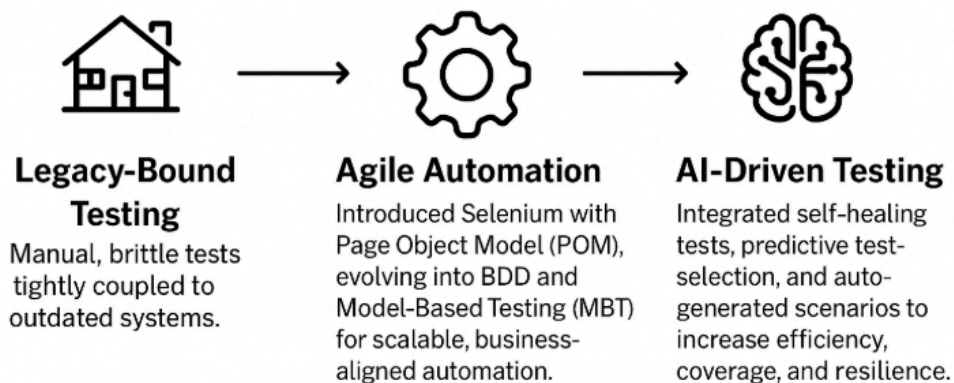 Legacy-Bound
Testing
Manual, brittle tests
tightly coupled to
outdated systems.
Agile Automation
Introduced Selenium with
Page Object Model (POM),
evolving into BDD and
Model-Based Testing (MBT)
for scalable, business-
aligned automation.
AI-Driven Testing
Integrated self-healing
tests, predictive test-
selection, and auto-
generated scenarios to
increase efficiency,
coverage, and resilience.